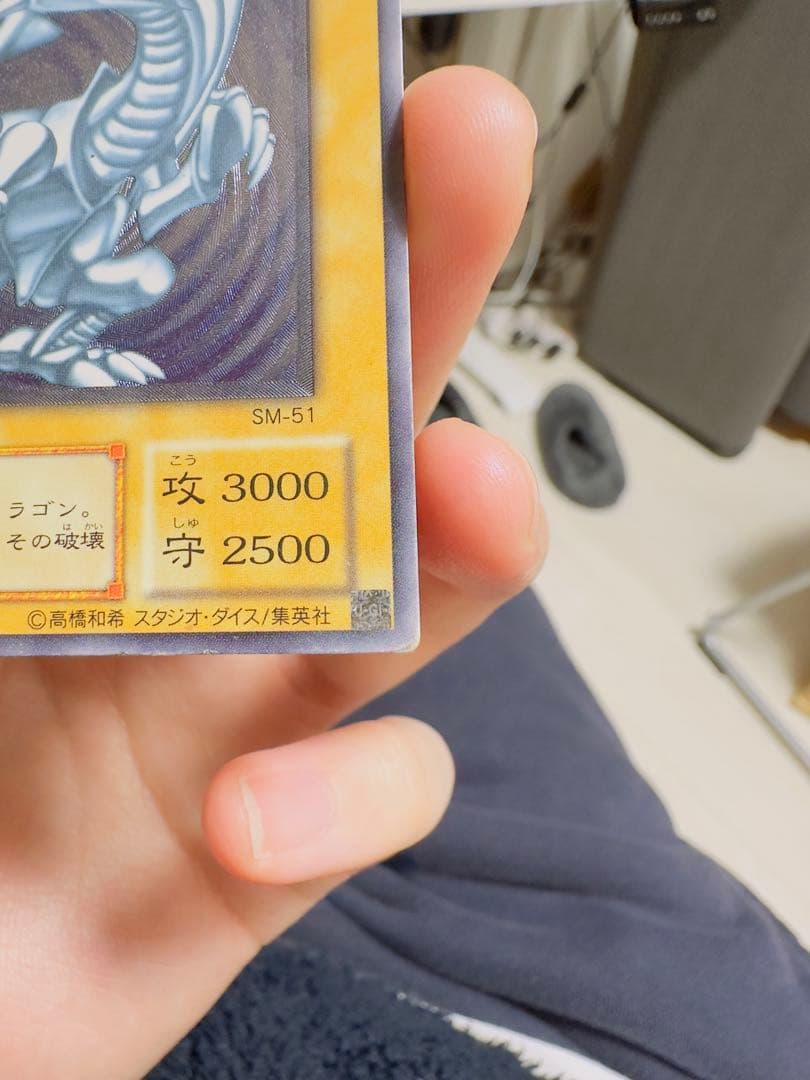 SM-51
ラゴン。
その破壊
はかい
こう
攻 3000
しゅ
守 2500
©高橋和希 スタジオ・ダイス/集英社